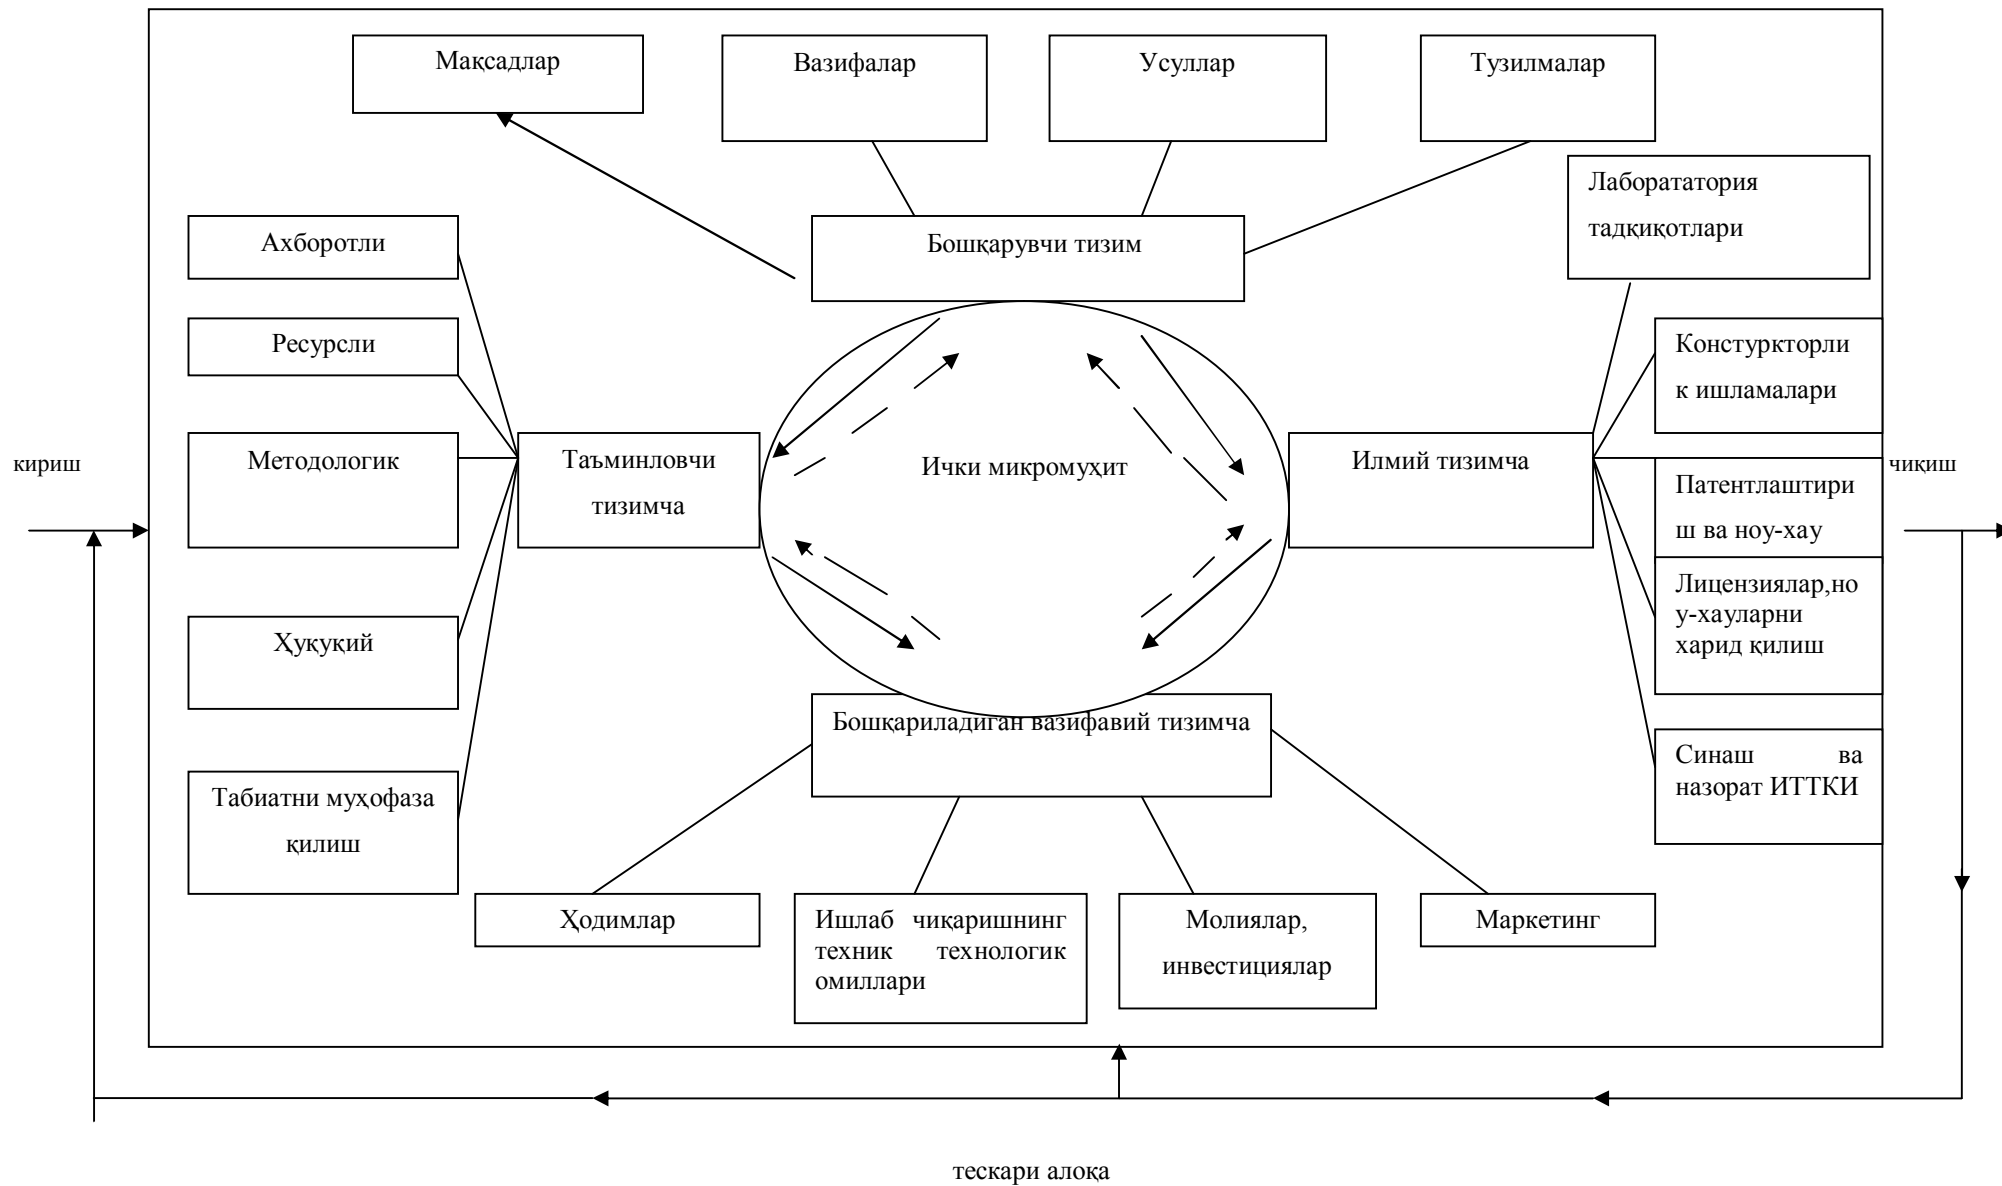 Мақсадлар
Вазифалар
Усуллар
Тузилмалар
Лаборататория
тадқиқотлари
Ахборотли
Бошқарувчи тизим
Ресурсли
Констуркторли
к ишламалари
кириш
Методологик
Таъминловчи
тизимча
Ички микромуҳит
Илмий тизимча
чиқиш
Патентлаштири
ш ва ноу-хау
Лицензиялар,но
у-хауларни
харид қилиш
Ҳуқуқий
Бошқариладиган вазифавий тизимча
Синаш ва
назорат ИТТКИ
Табиатни муҳофаза
қилиш
Ҳодимлар
Ишлаб чиқаришнинг
техник технологик
омиллари
Молиялар,
инвестициялар
Маркетинг
тескари алоқа